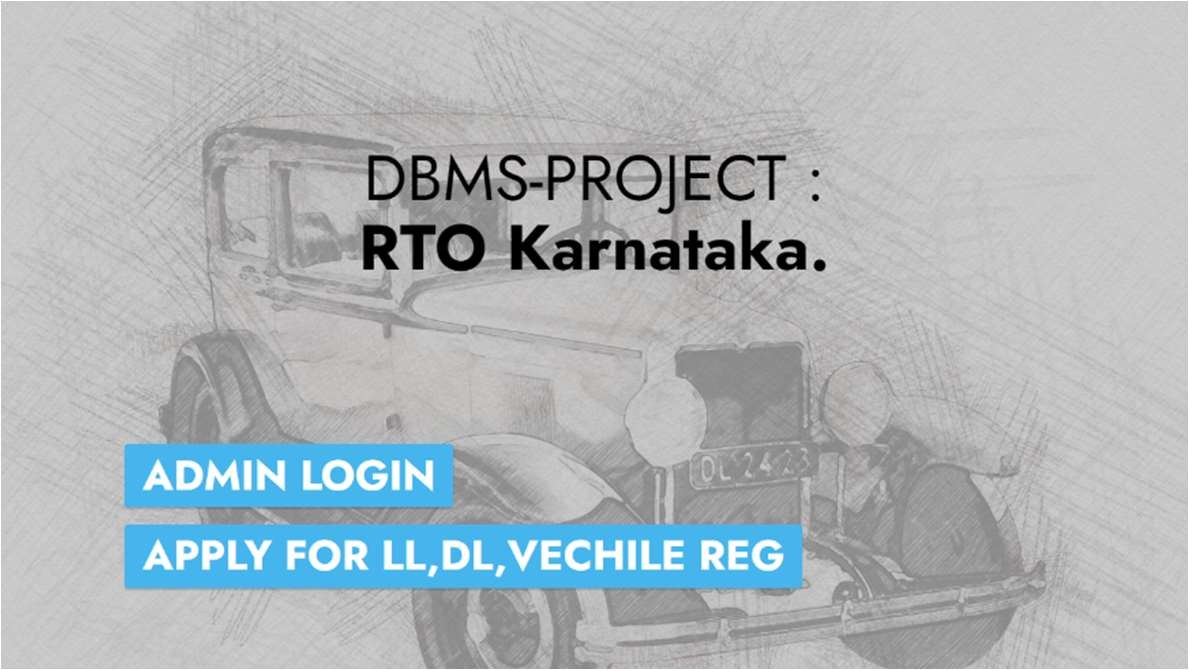 DBMS-PROJECT :
RTO Karnataka.
DL 24 23
ADMIN LOGIN
APPLY FOR LL,DL,VECHILE REG